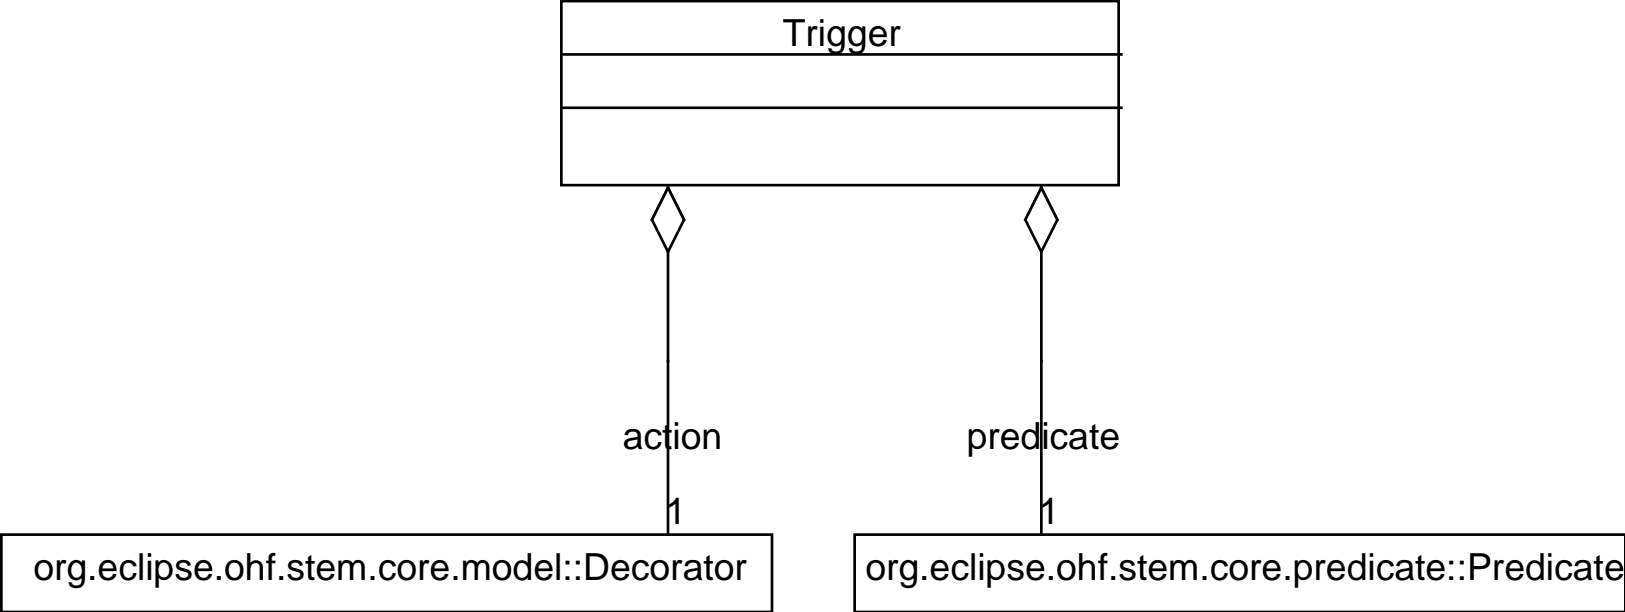 Trigger
action
predicate
1
1
org.eclipse.ohf.stem.core.model::Decorator
org.eclipse.ohf.stem.core.predicate::Predicate